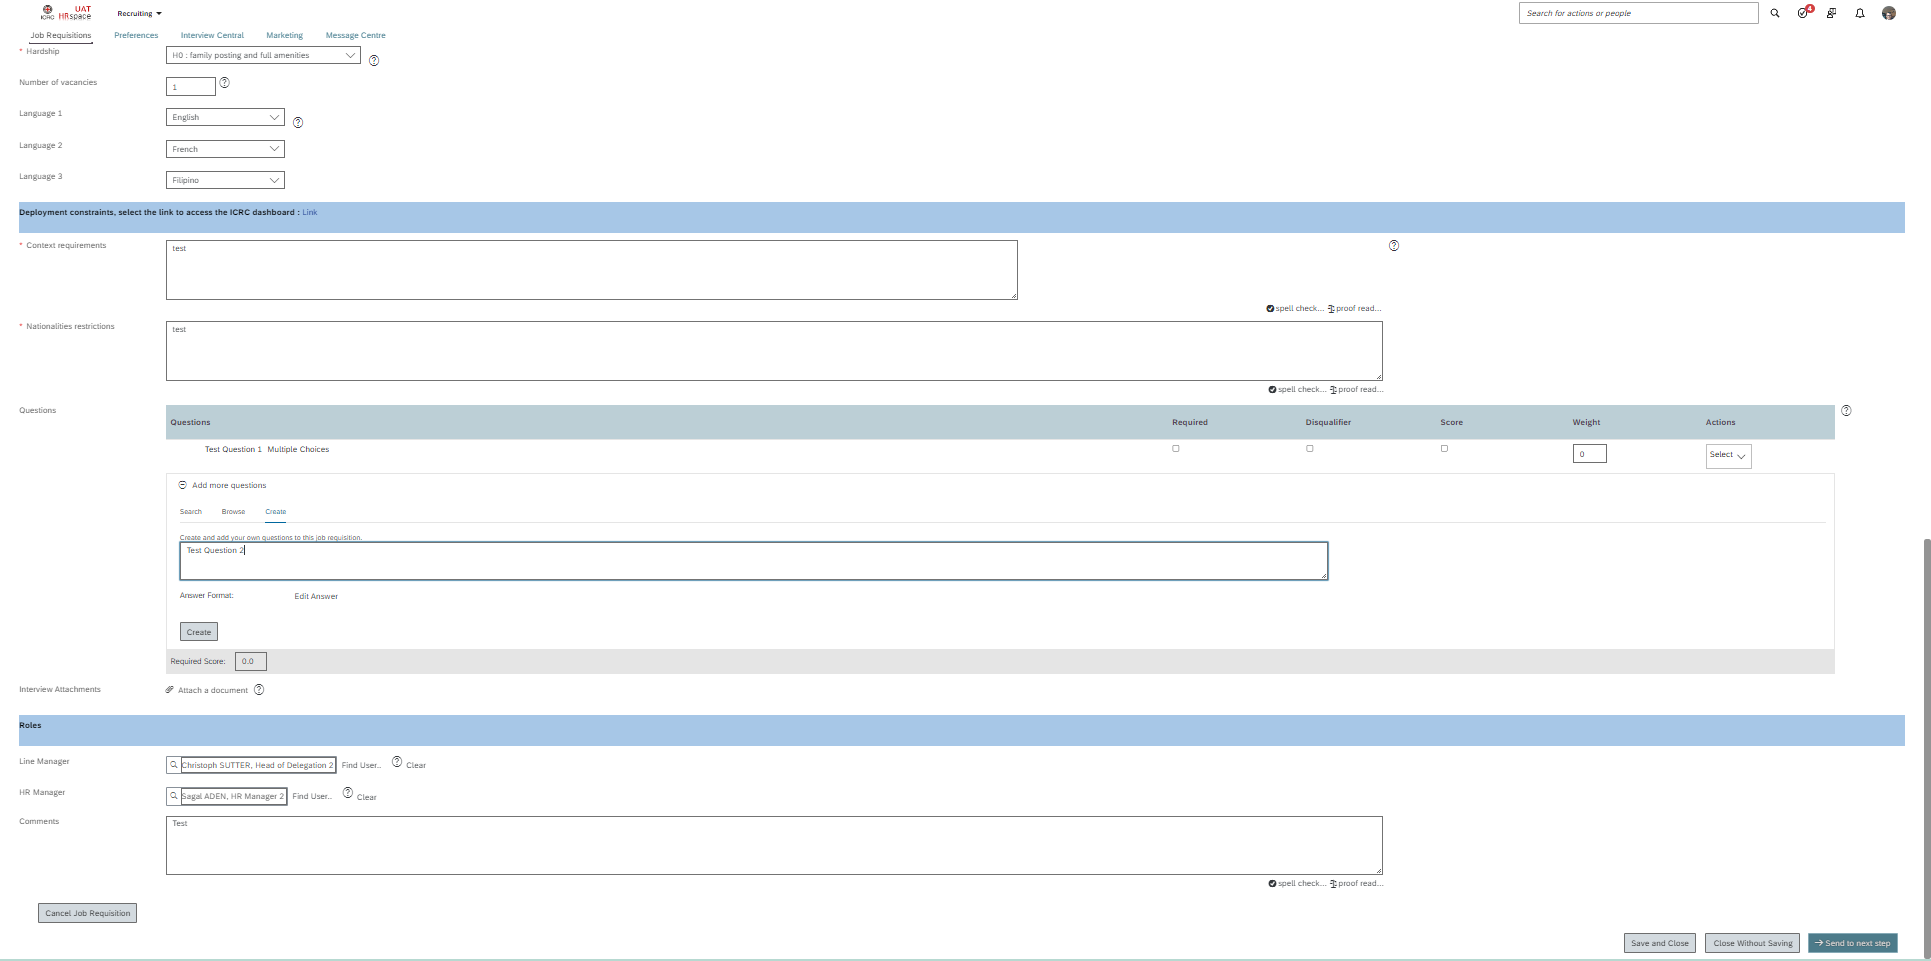 ICRC UAT HRspace
Recruiting
Search for actions or people
4
Job Requisitions Preferences Interview Central Marketing Message Centre
* Hardship H0 : family posting and full amenities
Number of vacancies 1
Language 1 English
Language 2 French
Language 3 Filipino
Deployment constraints, select the link to access the ICRC dashboard : Link
* Context requirements test
spell check... proof read...
* Nationalities restrictions test
spell check... proof read...
Questions
Questions Required Disqualifier Score Weight Actions
Test Question 1 Multiple Choices 0 Select
Add more questions
Search Browse Create
Create and add your own questions to this job requisition.
Test Question 2
Answer Format: Edit Answer
Create
Required Score: 0.0
Interview Attachments Attach a document
Roles
Line Manager Christoph SUTTER, Head of Delegation 2 Find User.. Clear
HR Manager Sagal ADEN, HR Manager 2 Find User.. Clear
Comments Test
spell check... proof read...
Cancel Job Requisition
Save and Close Close Without Saving → Send to next step